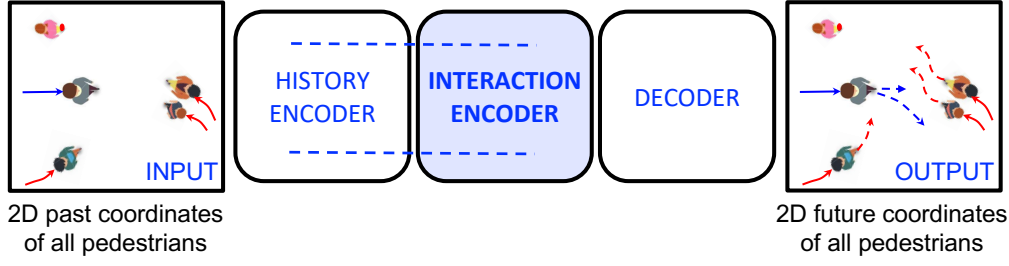 INPUT
2D past coordinates
of all pedestrians
HISTORY
ENCODER
INTERACTION
ENCODER
DECODER
OUTPUT
2D future coordinates
of all pedestrians